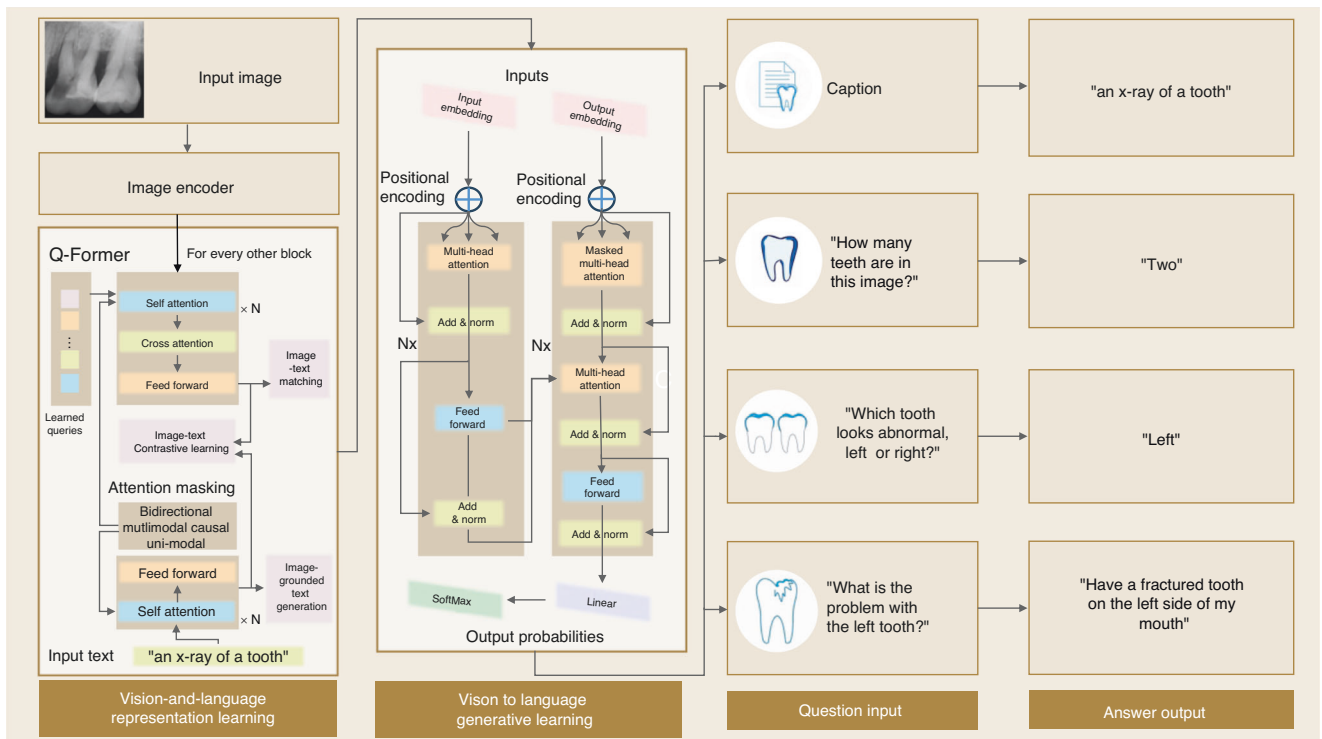 Input image
Image encoder
Q-Former
For every other block
Self attention
× N
Cross attention
Feed forward
Learned
queries
Image
-text
matching
Image-text
Contrastive learning
Attention masking
Bidirectional
mutlimodal causal
uni-modal
Feed forward
Self attention
× N
Image-
grounded
text
generation
Input text
"an x-ray of a tooth"
Vision-and-language
representation learning
Inputs
Input
embedding
Output
embedding
Positional
encoding
Positional
encoding
Multi-head
attention
Masked
multi-head
attention
Add & norm
Add & norm
Nx
Nx
Multi-head
attention
Feed
forward
Add & norm
Feed
forward
Add
& norm
Add & norm
SoftMax
Linear
Output probabilities
Vison to language
generative learning
Caption
"How many
teeth are in
this image?"
"Which tooth
looks abnormal,
left or right?"
"What is the
problem with
the left tooth?"
Question input
"an x-ray of a tooth"
"Two"
"Left"
"Have a fractured tooth
on the left side of my
mouth"
Answer output